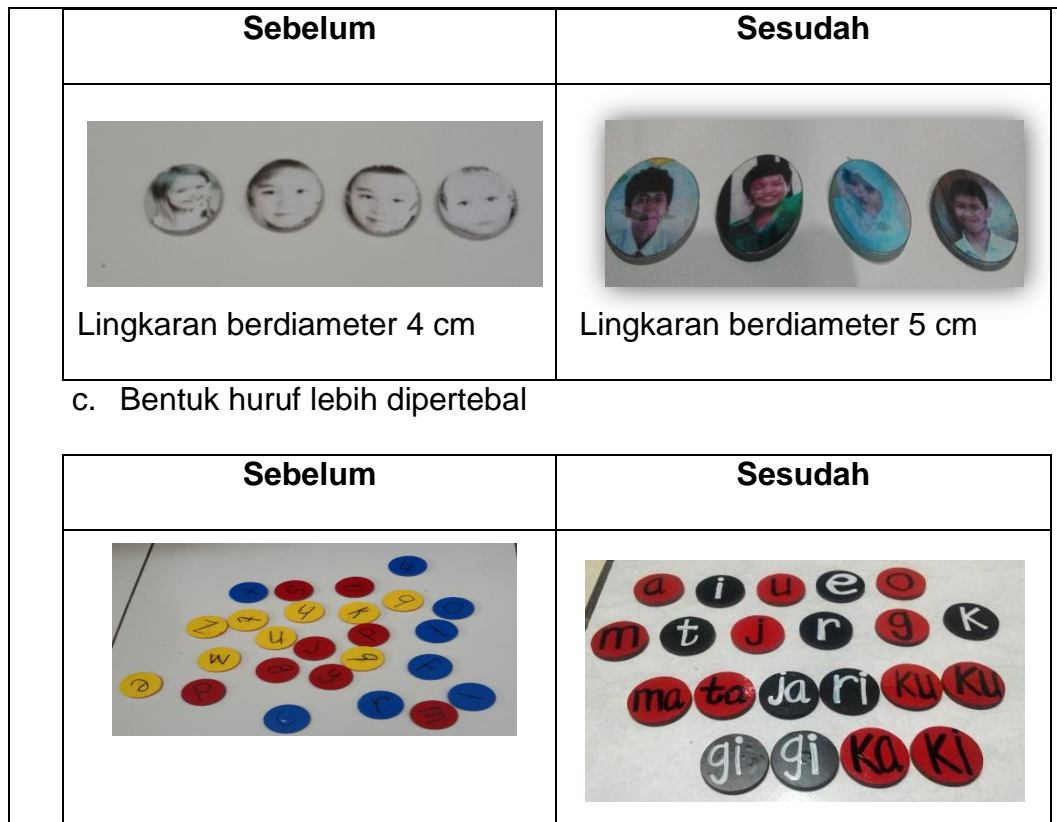 Sebelum Sesudah
Lingkaran berdiameter 4 cm Lingkaran berdiameter 5 cm
c. Bentuk huruf lebih dipertebal
Sebelum Sesudah
a i u e o
m t j r g K
ma ta ja ri Ku Ku
gi gi Ka Ki